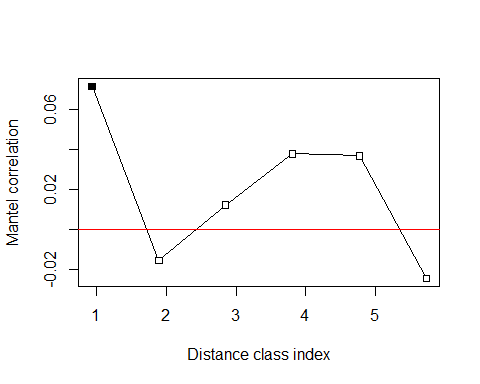 Mantel correlation
0.06
0.02
-0.02
1 2 3 4 5
Distance class index